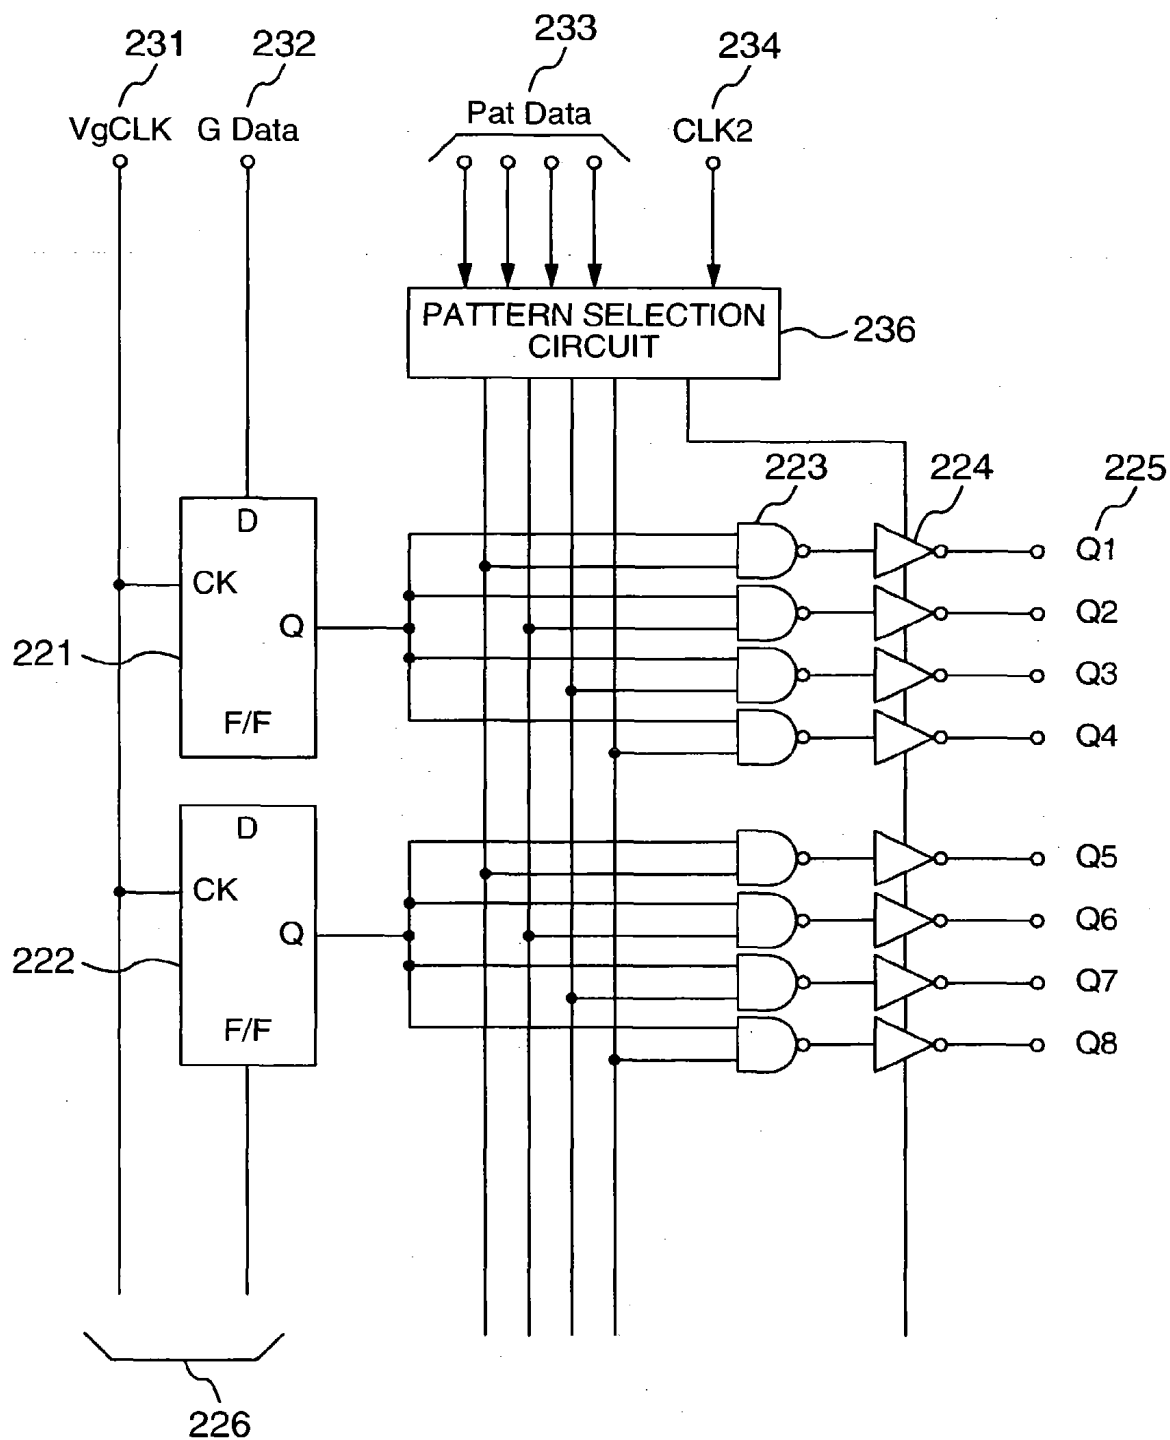 231 232 233 234
VgCLK G Data Pat Data CLK2
PATTERN SELECTION
CIRCUIT
236
223 224 225
D
CK
Q
F/F
221
Q1
Q2
Q3
Q4
D
CK
Q
F/F
222
Q5
Q6
Q7
Q8
226